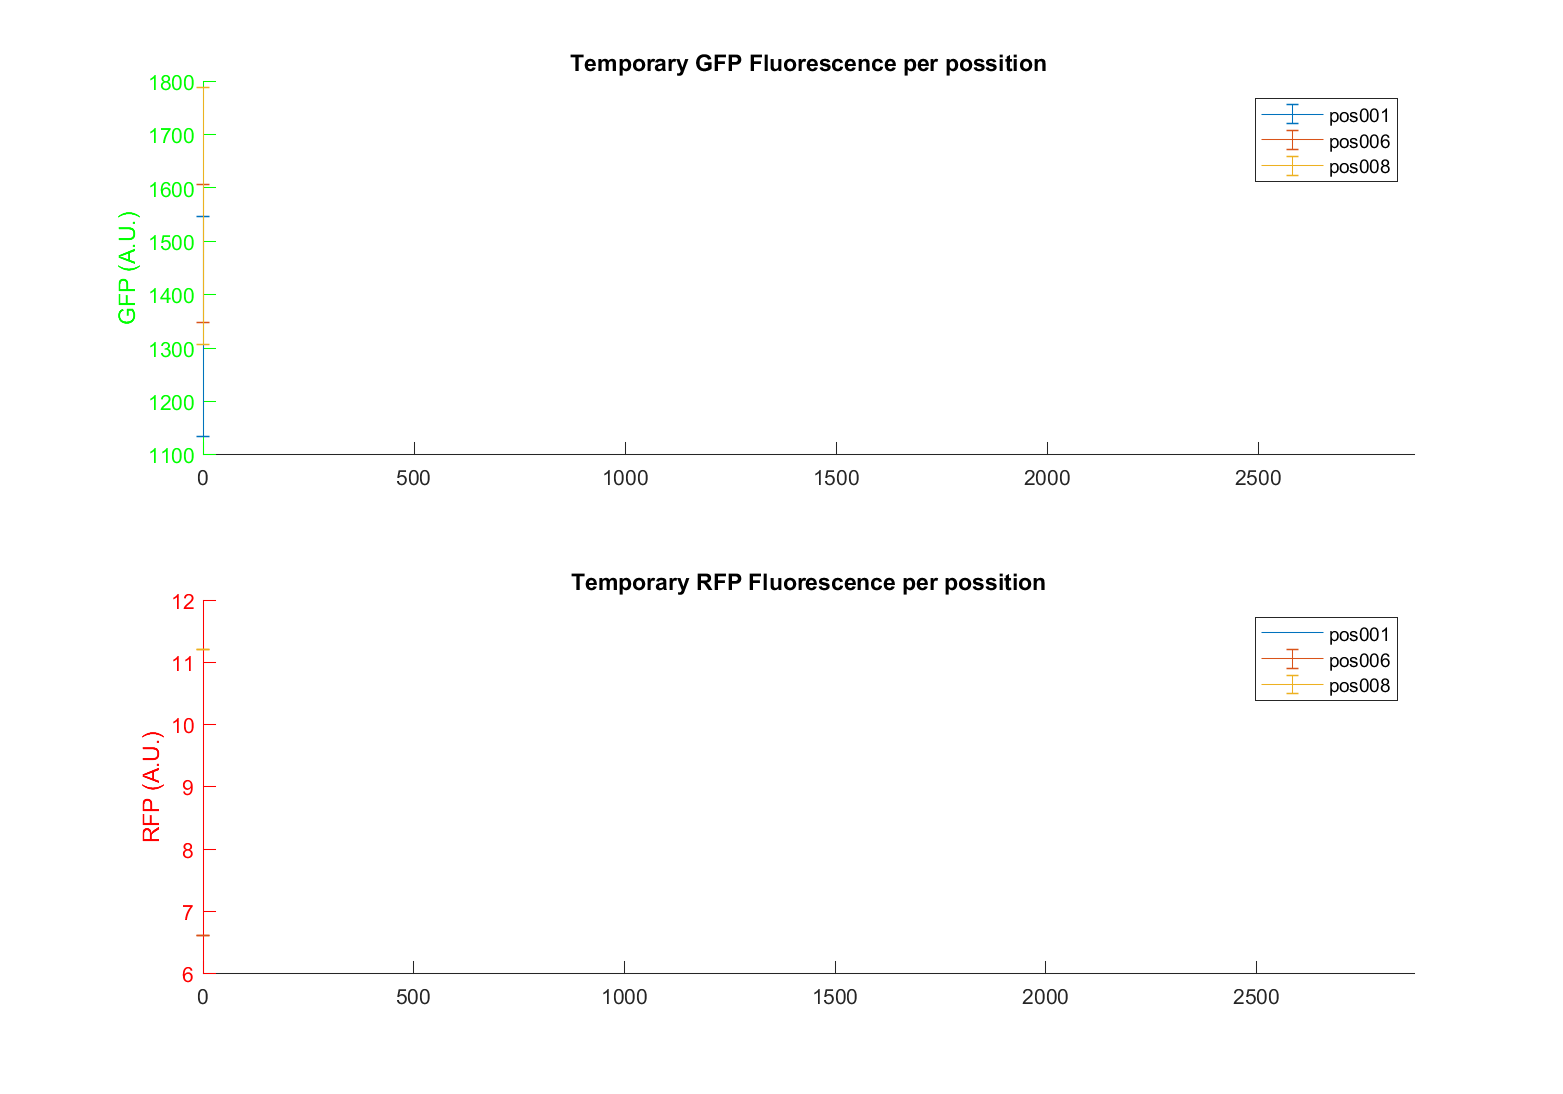 Temporary GFP Fluorescence per possition
1800
1700
1600
1500
1400
1300
1200
1100
GFP (A.U.)
pos001
pos006
pos008
0 500 1000 1500 2000 2500
Temporary RFP Fluorescence per possition
12
11
10
9
8
7
6
RFP (A.U.)
pos001
pos006
pos008
0 500 1000 1500 2000 2500